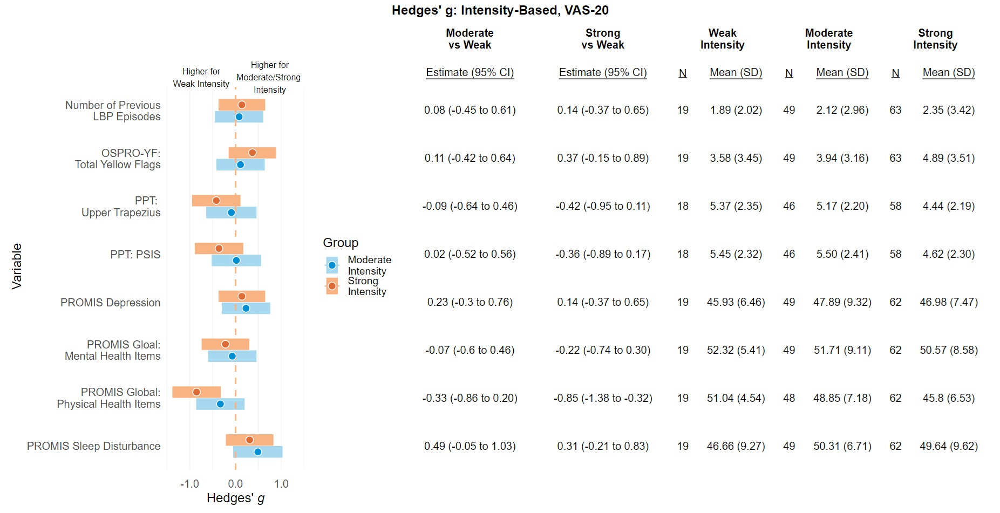 Hedges' g: Intensity-Based, VAS-20
Moderate
vs Weak
Strong
vs Weak
Weak
Intensity
Moderate
Intensity
Strong
Intensity
Higher for
Weak Intensity
Higher for
Moderate/Strong
Intensity
Estimate (95% CI)
Estimate (95% CI)
N
Mean (SD)
N
Mean (SD)
N
Mean (SD)
Variable
Number of Previous
LBP Episodes
0.08 (-0.45 to 0.61)
0.14 (-0.37 to 0.65)
19
1.89 (2.02)
49
2.12 (2.96)
63
2.35 (3.42)
OSPRO-YF:
Total Yellow Flags
0.11 (-0.42 to 0.64)
0.37 (-0.15 to 0.89)
19
3.58 (3.45)
49
3.94 (3.16)
63
4.89 (3.51)
PPT:
Upper Trapezius
-0.09 (-0.64 to 0.46)
-0.42 (-0.95 to 0.11)
18
5.37 (2.35)
46
5.17 (2.20)
58
4.44 (2.19)
PPT: PSIS
0.02 (-0.52 to 0.56)
-0.36 (-0.89 to 0.17)
18
5.45 (2.32)
46
5.50 (2.41)
58
4.62 (2.30)
PROMIS Depression
0.23 (-0.3 to 0.76)
0.14 (-0.37 to 0.65)
19
45.93 (6.46)
49
47.89 (9.32)
62
46.98 (7.47)
PROMIS Gloal:
Mental Health Items
-0.07 (-0.6 to 0.46)
-0.22 (-0.74 to 0.30)
19
52.32 (5.41)
49
51.71 (9.11)
62
50.57 (8.58)
PROMIS Global:
Physical Health Items
-0.33 (-0.86 to 0.20)
-0.85 (-1.38 to -0.32)
19
51.04 (4.54)
48
48.85 (7.18)
62
45.8 (6.53)
PROMIS Sleep Disturbance
0.49 (-0.05 to 1.03)
0.31 (-0.21 to 0.83)
19
46.66 (9.27)
49
50.31 (6.71)
62
49.64 (9.62)
-1.0
0.0
1.0
Hedges' g
Group
Moderate
Intensity
Strong
Intensity